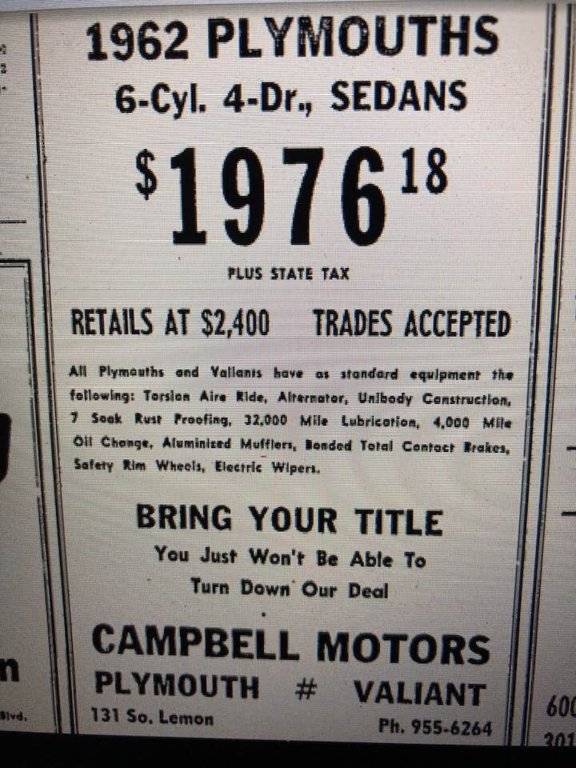 1962 PLYMOUTHS
6-Cyl. 4-Dr., SEDANS
$1976 18
PLUS STATE TAX
RETAILS AT $2,400 TRADES ACCEPTED
All Plymouths and Valiants have as standard equipment the
following: Torsion Aire Ride, Alternator, Unibody Construction,
7 Soak Rust Proofing, 32,000 Mile Lubrication, 4,000 Mile
Oil Change, Aluminized Mufflers, Bonded Total Contact Brakes,
Safety Rim Wheels, Electric Wipers.
BRING YOUR TITLE
You Just Won't Be Able To
Turn Down Our Deal
CAMPBELL MOTORS
PLYMOUTH # VALIANT
131 So. Lemon Ph. 955-6264
Blvd.
600
301